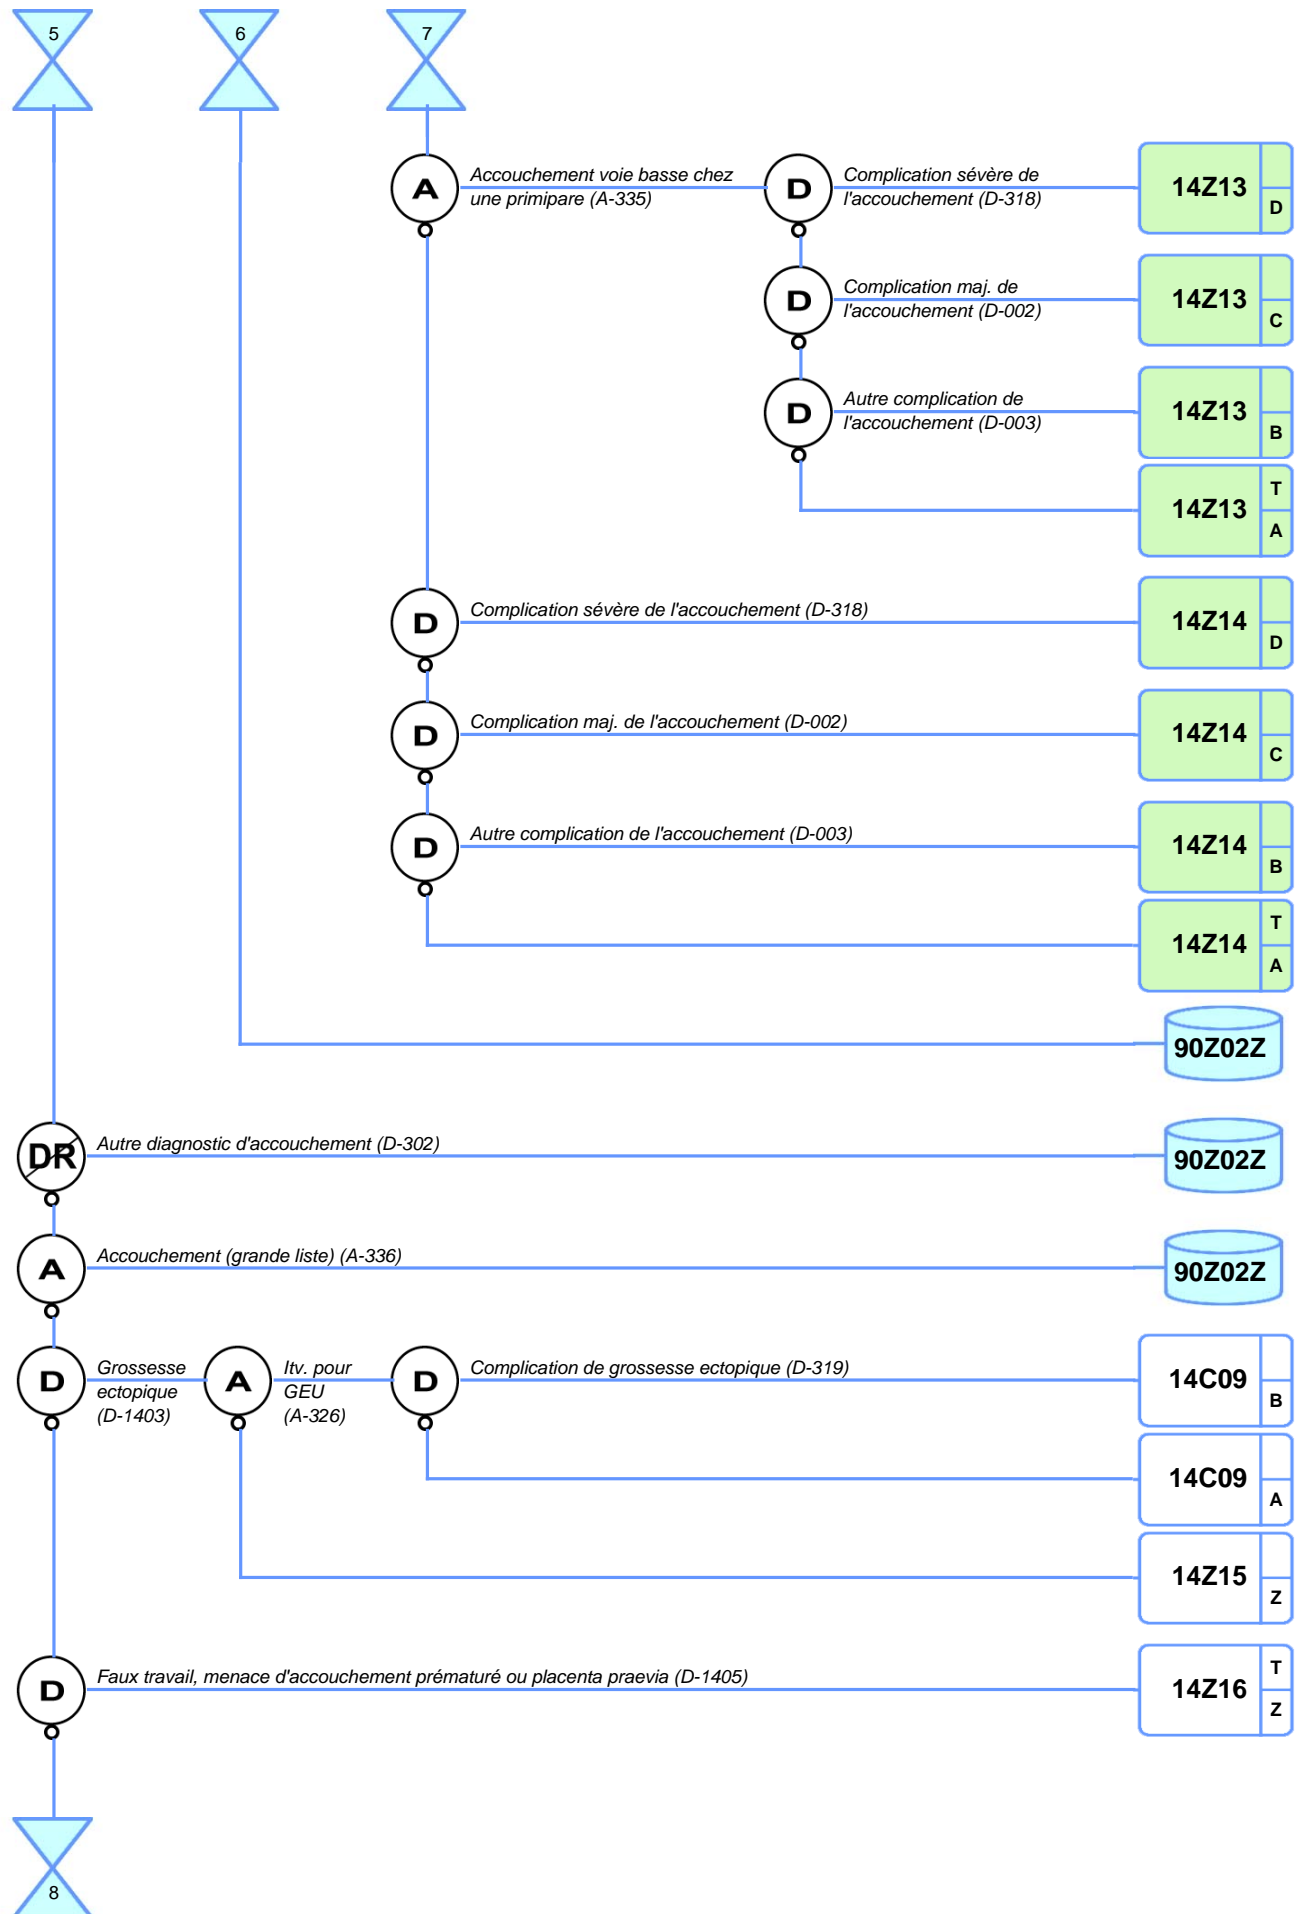 5
6
7
A
Accouchement voie basse chez
une primipare (A-335)
D
Complication sévère de
l'accouchement (D-318)
14Z13
D
D
Complication maj. de
l'accouchement (D-002)
14Z13
C
D
Autre complication de
l'accouchement (D-003)
14Z13
B
14Z13
T
A
D
Complication sévère de l'accouchement (D-318)
14Z14
D
D
Complication maj. de l'accouchement (D-002)
14Z14
C
D
Autre complication de l'accouchement (D-003)
14Z14
B
14Z14
T
A
90Z02Z
DR
Autre diagnostic d'accouchement (D-302)
90Z02Z
A
Accouchement (grande liste) (A-336)
90Z02Z
D
Grossesse
ectopique
(D-1403)
A
Itv. pour
GEU
(A-326)
D
Complication de grossesse ectopique (D-319)
14C09
B
14C09
A
14Z15
Z
D
Faux travail, menace d'accouchement prématuré ou placenta praevia (D-1405)
14Z16
T
Z
8